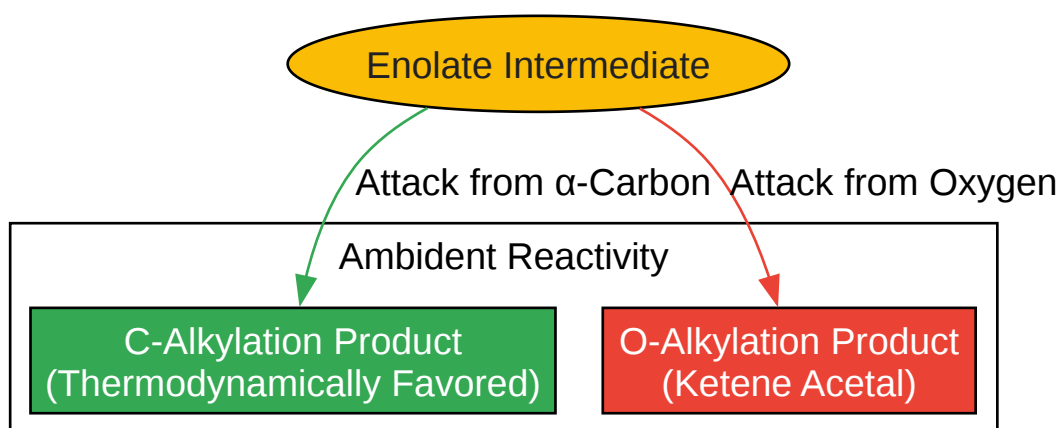 Enolate Intermediate
Attack from α-Carbon
Attack from Oxygen
Ambident Reactivity
C-Alkylation Product
(Thermodynamically Favored)
O-Alkylation Product
(Ketene Acetal)